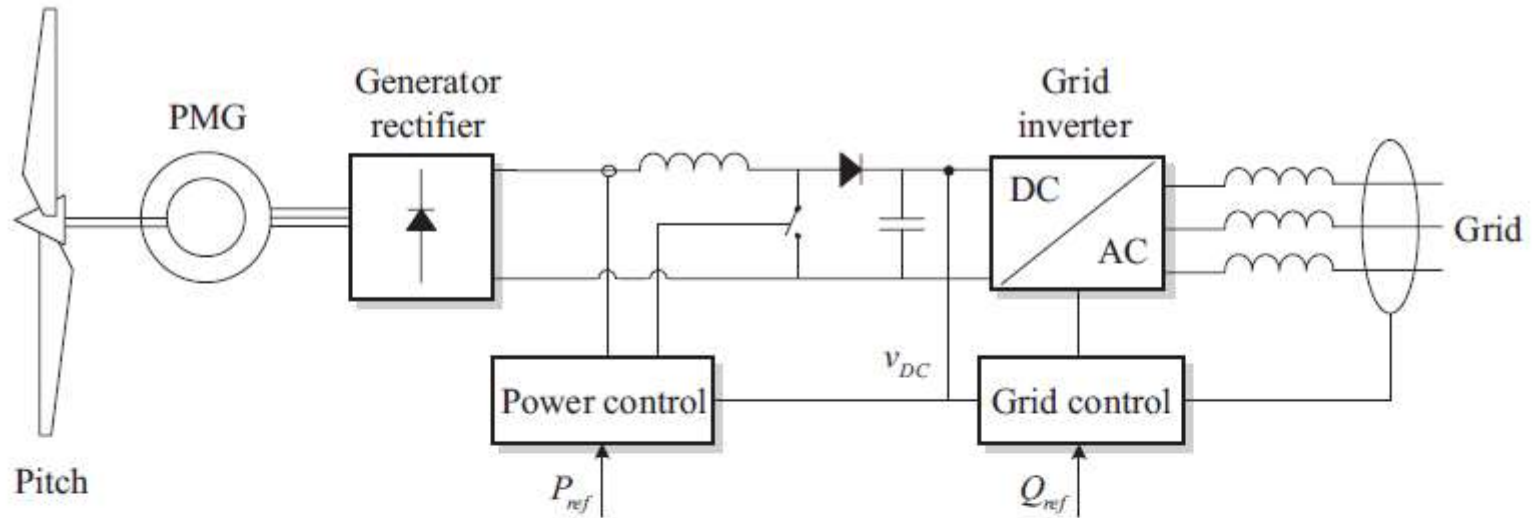 Generator
rectifier
PMG
Grid
inverter
DC
AC
Grid
v_DC
Power control
Grid control
Pitch
P_ref
Q_ref